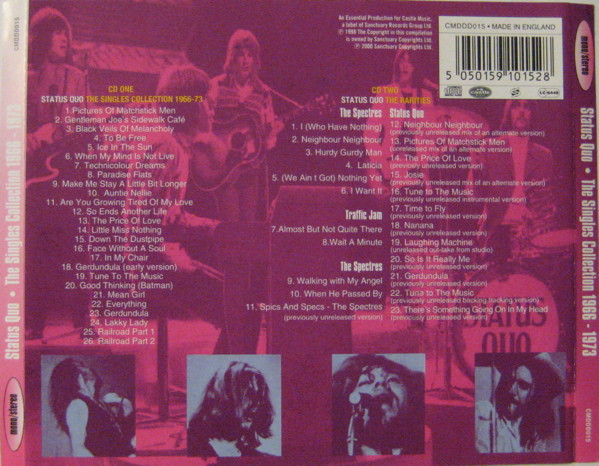 CMDDD015
mono/stereo
Status Quo • The Singles Collection 1966 - 1973
An Essential Production for Castle Music,
a label of Sanctuary Records Group Ltd.
℗ 1998 The Copyright in this compilation
is owned by Sanctuary Copyrights Ltd.
℗ 2000 Sanctuary Copyrights Ltd.
CMDDD015 • MADE IN ENGLAND
5 050159 101528
CD ONE
STATUS QUO THE SINGLES COLLECTION 1966-73
1.Pictures Of Matchstick Men
2. Gentleman Joe's Sidewalk Café
3. Black Veils Of Melancholy
4. To Be Free
5. Ice In The Sun
6. When My Mind Is Not Live
7. Technicolour Dreams
8. Paradise Flats
9. Make Me Stay A Little Bit Longer
10. Auntie Nellie
11. Are You Growing Tired Of My Love
12. So Ends Another Life
13. The Price Of Love
14. Little Miss Nothing
15. Down The Dustpipe
16. Face Without A Soul
17. In My Chair
18. Gerdundula (early version)
19. Tune To The Music
20. Good Thinking (Batman)
21. Mean Girl
22. Everything
23. Gerdundula
24. Lakky Lady
25. Railroad Part 1
26. Railroad Part 2
CD TWO
STATUS QUO THE RARITIES
The Spectres
1. I (Who Have Nothing)
2. Neighbour Neighbour
3. Hurdy Gurdy Man
4. Laticia
5. (We Ain t Got) Nothing Yet
6. I Want It
Traffic Jam
7.Almost But Not Quite There
8.Wait A Minute
The Spectres
9. Walking with My Angel
10. When He Passed By
11. Spics And Specs - The Spectres
(previously unreleased version)
Status Quo
12. Neighbour Neighbour
(previously unreleased mix of an alternate version)
13. Pictures Of Matchstick Men
(unreleased mix of an alternate version)
14. The Price Of Love
(previously unreleased version)
15. Josie
(previously unreleased mix of an alternate version)
16. Tune To The Music
(previously unreleased instrumental version)
17. Time to Fly
(previously unreleased version)
18. Nanana
(previously unreleased version)
19. Laughing Machine
(unreleased out-take from studio)
20. So Is It Really Me
(previously unreleased version)
21. Gerdundula
(previously unreleased version)
22. Tune to the Music
(previously unreleased backing version)
23. There's Something Going On In My Head
(previously unreleased version)
STATUS
QUO
mono/stereo
Status Quo • The Singles Collection 1966 - 1973
mono/stereo
CMDDD015